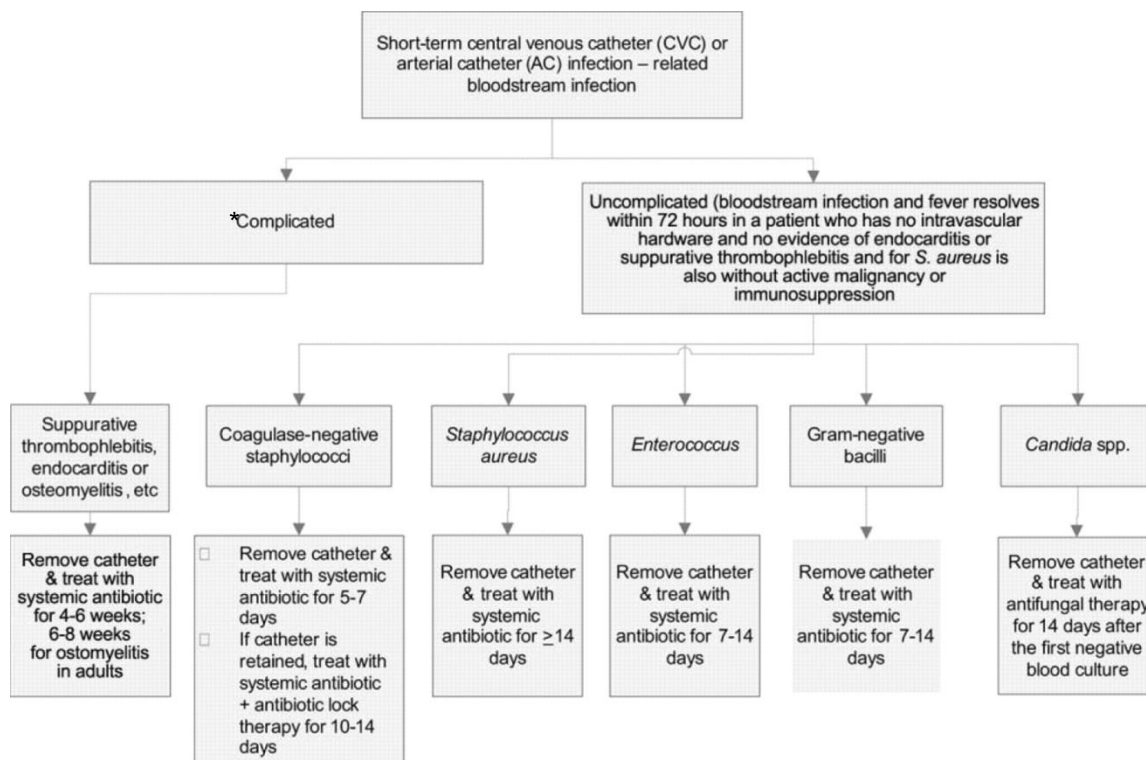 Short-term central venous catheter (CVC) or
arterial catheter (AC) infection – related
bloodstream infection
*Complicated
Uncomplicated (bloodstream infection and fever resolves
within 72 hours in a patient who has no intravascular
hardware and no evidence of endocarditis or
suppurative thrombophlebitis and for S. aureus is
also without active malignancy or
immunosuppression
Suppurative
thrombophlebitis,
endocarditis or
osteomyelitis , etc
Coagulase-negative
staphylococci
Staphylococcus
aureus
Enterococcus
Gram-negative
bacilli
Candida spp.
Remove catheter
& treat with
systemic antibiotic
for 4-6 weeks;
6-8 weeks
for ostomyelitis
in adults
Remove catheter &
treat with systemic
antibiotic for 5-7
days
If catheter is
retained, treat with
systemic antibiotic
+ antibiotic lock
therapy for 10-14
days
Remove catheter
& treat with
systemic
antibiotic for ≥14
days
Remove catheter
& treat with
systemic
antibiotic for 7-14
days
Remove catheter
& treat with
systemic
antibiotic for 7-14
days
Remove catheter
& treat with
antifungal therapy
for 14 days after
the first negative
blood culture